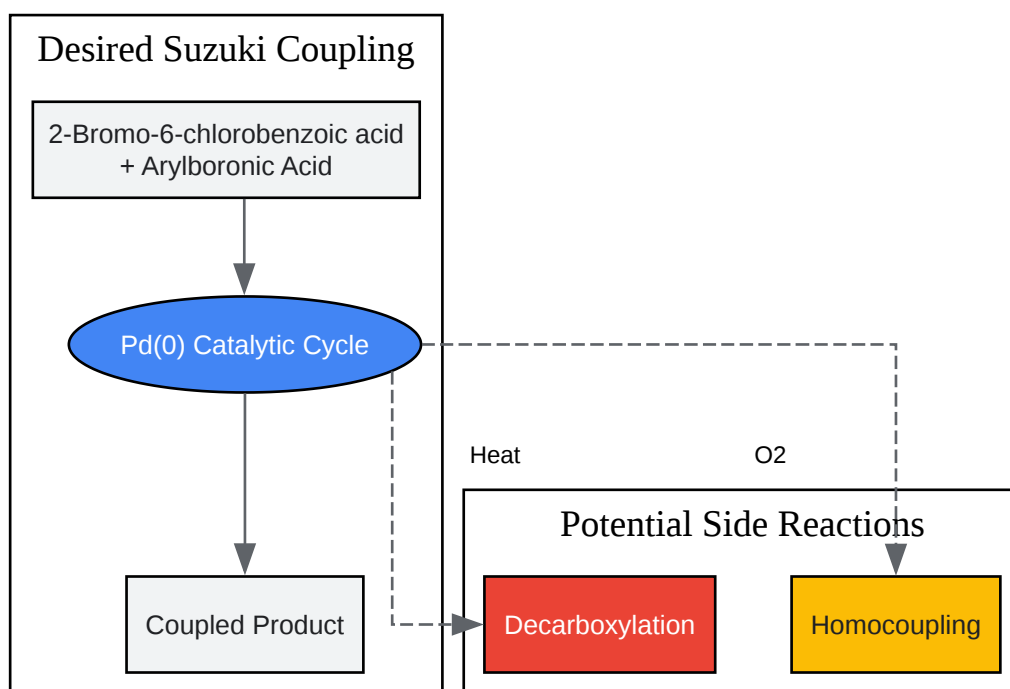 Desired Suzuki Coupling
2-Bromo-6-chlorobenzoic acid
+ Arylboronic Acid
Pd(0) Catalytic Cycle
Heat
O2
Potential Side Reactions
Coupled Product
Decarboxylation
Homocoupling